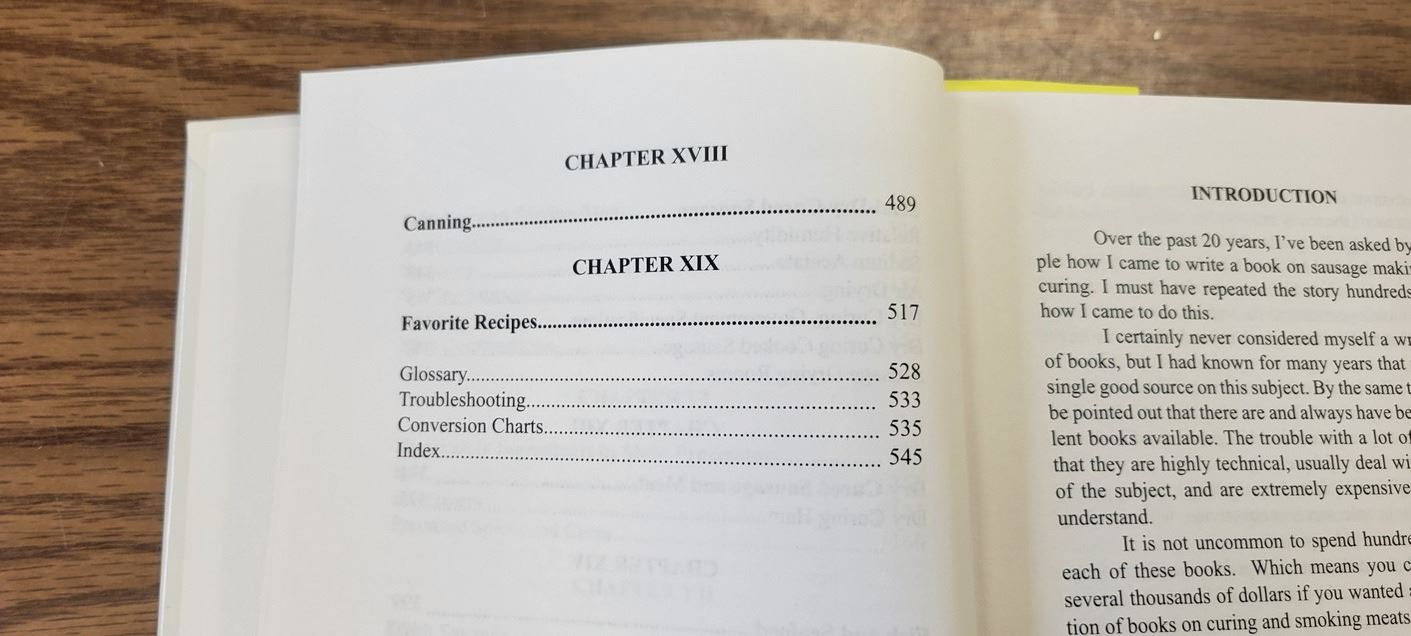 CHAPTER XVIII
Canning.......... 489
CHAPTER XIX
Favorite Recipes.......... 517
Glossary.......... 528
Troubleshooting.......... 533
Conversion Charts.......... 535
Index.......... 545
INTRODUCTION
Over the past 20 years, I've been asked by
ple how I came to write a book on sausage
curing. I must have repeated the story hundreds
how I came to do this.
I certainly never considered myself a
of books, but I had known for many years that
single good source on this subject. By the same
be pointed out that there are and always have
lent books available. The trouble with a lot of
that they are highly technical, usually deal
of the subject, and are extremely expensive
understand.
It is not uncommon to spend
each of these books. Which means you
several thousands of dollars if you wanted
tion of books on curing and smoking meats